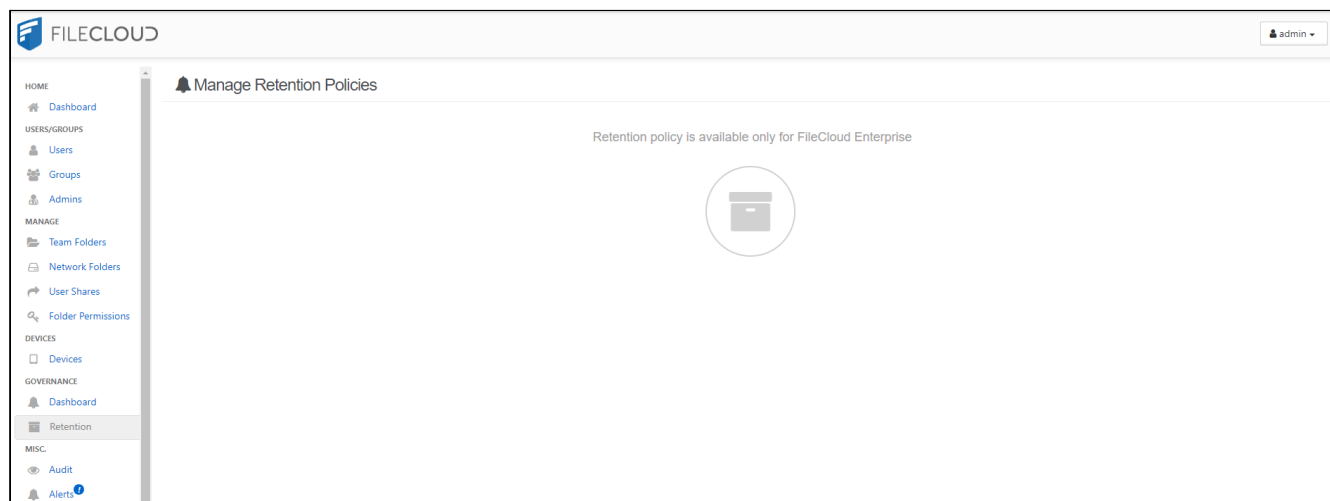 FILECLOUD
admin
HOME
Dashboard
USERS/GROUPS
Users
Groups
Admins
MANAGE
Team Folders
Network Folders
User Shares
Folder Permissions
DEVICES
Devices
GOVERNANCE
Dashboard
Retention
MISC.
Audit
Alerts
Manage Retention Policies
Retention policy is available only for FileCloud Enterprise